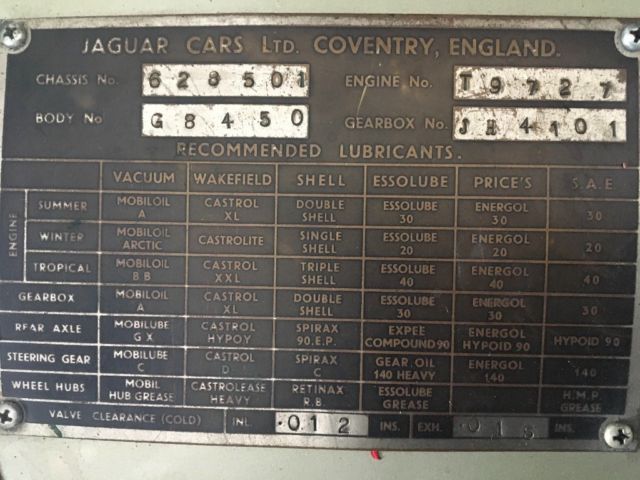 JAGUAR CARS LTD. COVENTRY, ENGLAND.
CHASSIS No. 628501 ENGINE No. T9727
BODY No G8450 GEARBOX No. JH4101
RECOMMENDED LUBRICANTS.
VACUUM WAKEFIELD SHELL ESSOLUBE PRICE'S S.A.E.
ENGINE
SUMMER MOBILOIL A CASTROL XL DOUBLE SHELL ESSOLUBE 30 ENERGOL 30 30
WINTER MOBILOIL ARCTIC CASTROLITE SINGLE SHELL ESSOLUBE 20 ENERGOL 20 20
TROPICAL MOBILOIL B B CASTROL XXL TRIPLE SHELL ESSOLUBE 40 ENERGOL 40 40
GEARBOX MOBILOIL A CASTROL XL DOUBLE SHELL ESSOLUBE 30 ENERGOL 30 30
REAR AXLE MOBILUBE G X CASTROL HYPOY SPIRAX 90.E.P. EXPEE COMPOUND 90 ENERGOL HYPOID 90 HYPOID 90
STEERING GEAR MOBILUBE C CASTROL D SPIRAX C GEAR OIL 140 HEAVY ENERGOL 140 140
WHEEL HUBS MOBIL HUB GREASE CASTROLEASE HEAVY RETINAX R.B. ESSOLUBE GREASE H.M.P. GREASE
VALVE CLEARANCE (COLD) INL. .012 INS. EXH. INS.